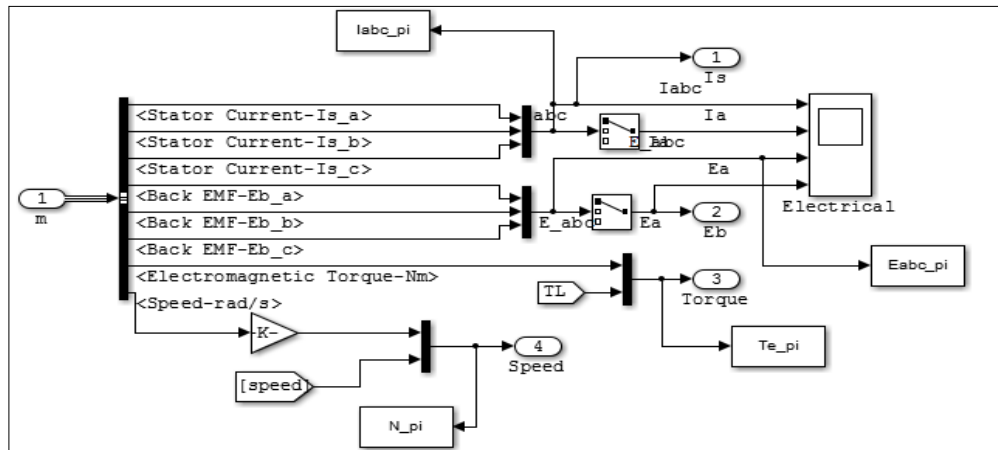 Iabc_pi
1
Is
Iabc
<Stator Current-Is_a>
abc
Ia
<Stator Current-Is_b>
<Stator Current-Is_c>
Ea
1
m
<Back EMF-Eb_a>
Electrical
<Back EMF-Eb_b>
E_abc
Ea
2
Eb
<Back EMF-Eb_c>
Eabc_pi
<Electromagnetic Torque-Nm>
TL
3
Torque
<Speed-rad/s>
-K-
Te_pi
4
Speed
[speed]
N_pi